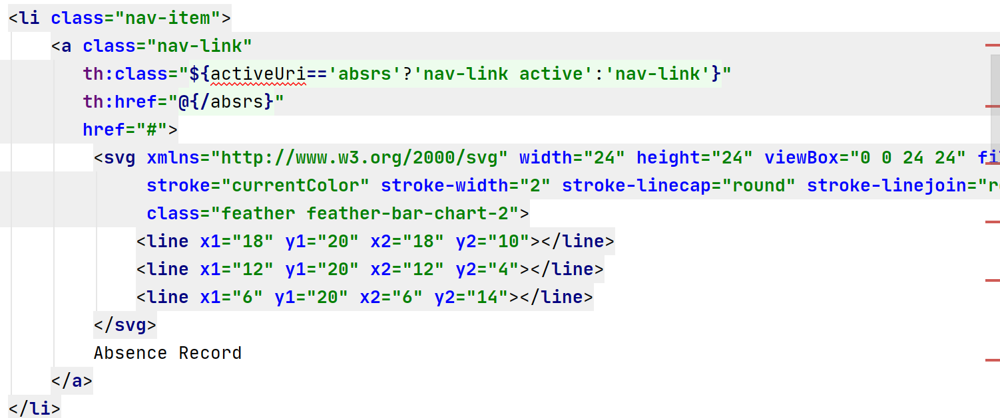 <li class="nav-item">
<a class="nav-link"
th:class="${activeUri=='absrs'?'nav-link active':'nav-link'}"
th:href="@{/absrs}"
href="#">
<svg xmlns="http://www.w3.org/2000/svg" width="24" height="24" viewBox="0 0 24 24"
stroke="currentColor" stroke-width="2" stroke-linecap="round" stroke-linejoin="
class="feather feather-bar-chart-2">
<line x1="18" y1="20" x2="18" y2="10"></line>
<line x1="12" y1="20" x2="12" y2="4"></line>
<line x1="6" y1="20" x2="6" y2="14"></line>
</svg>
Absence Record
</a>
</li>